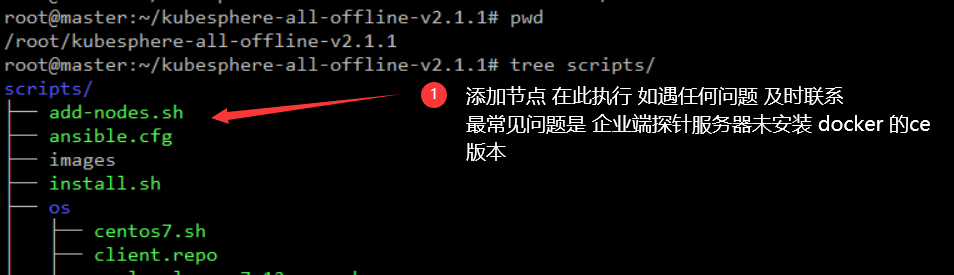 root@master:~/kubesphere-all-offline-v2.1.1# pwd
/root/kubesphere-all-offline-v2.1.1
root@master:~/kubesphere-all-offline-v2.1.1# tree scripts/
scripts/
├── add-nodes.sh
├── ansible.cfg
├── images
├── install.sh
├── os
│   ├── centos7.sh
│   ├── client.repo
1
添加节点 在此执行 如遇任何问题 及时联系
最常见问题是 企业端探针服务器未安装 docker 的ce
版本